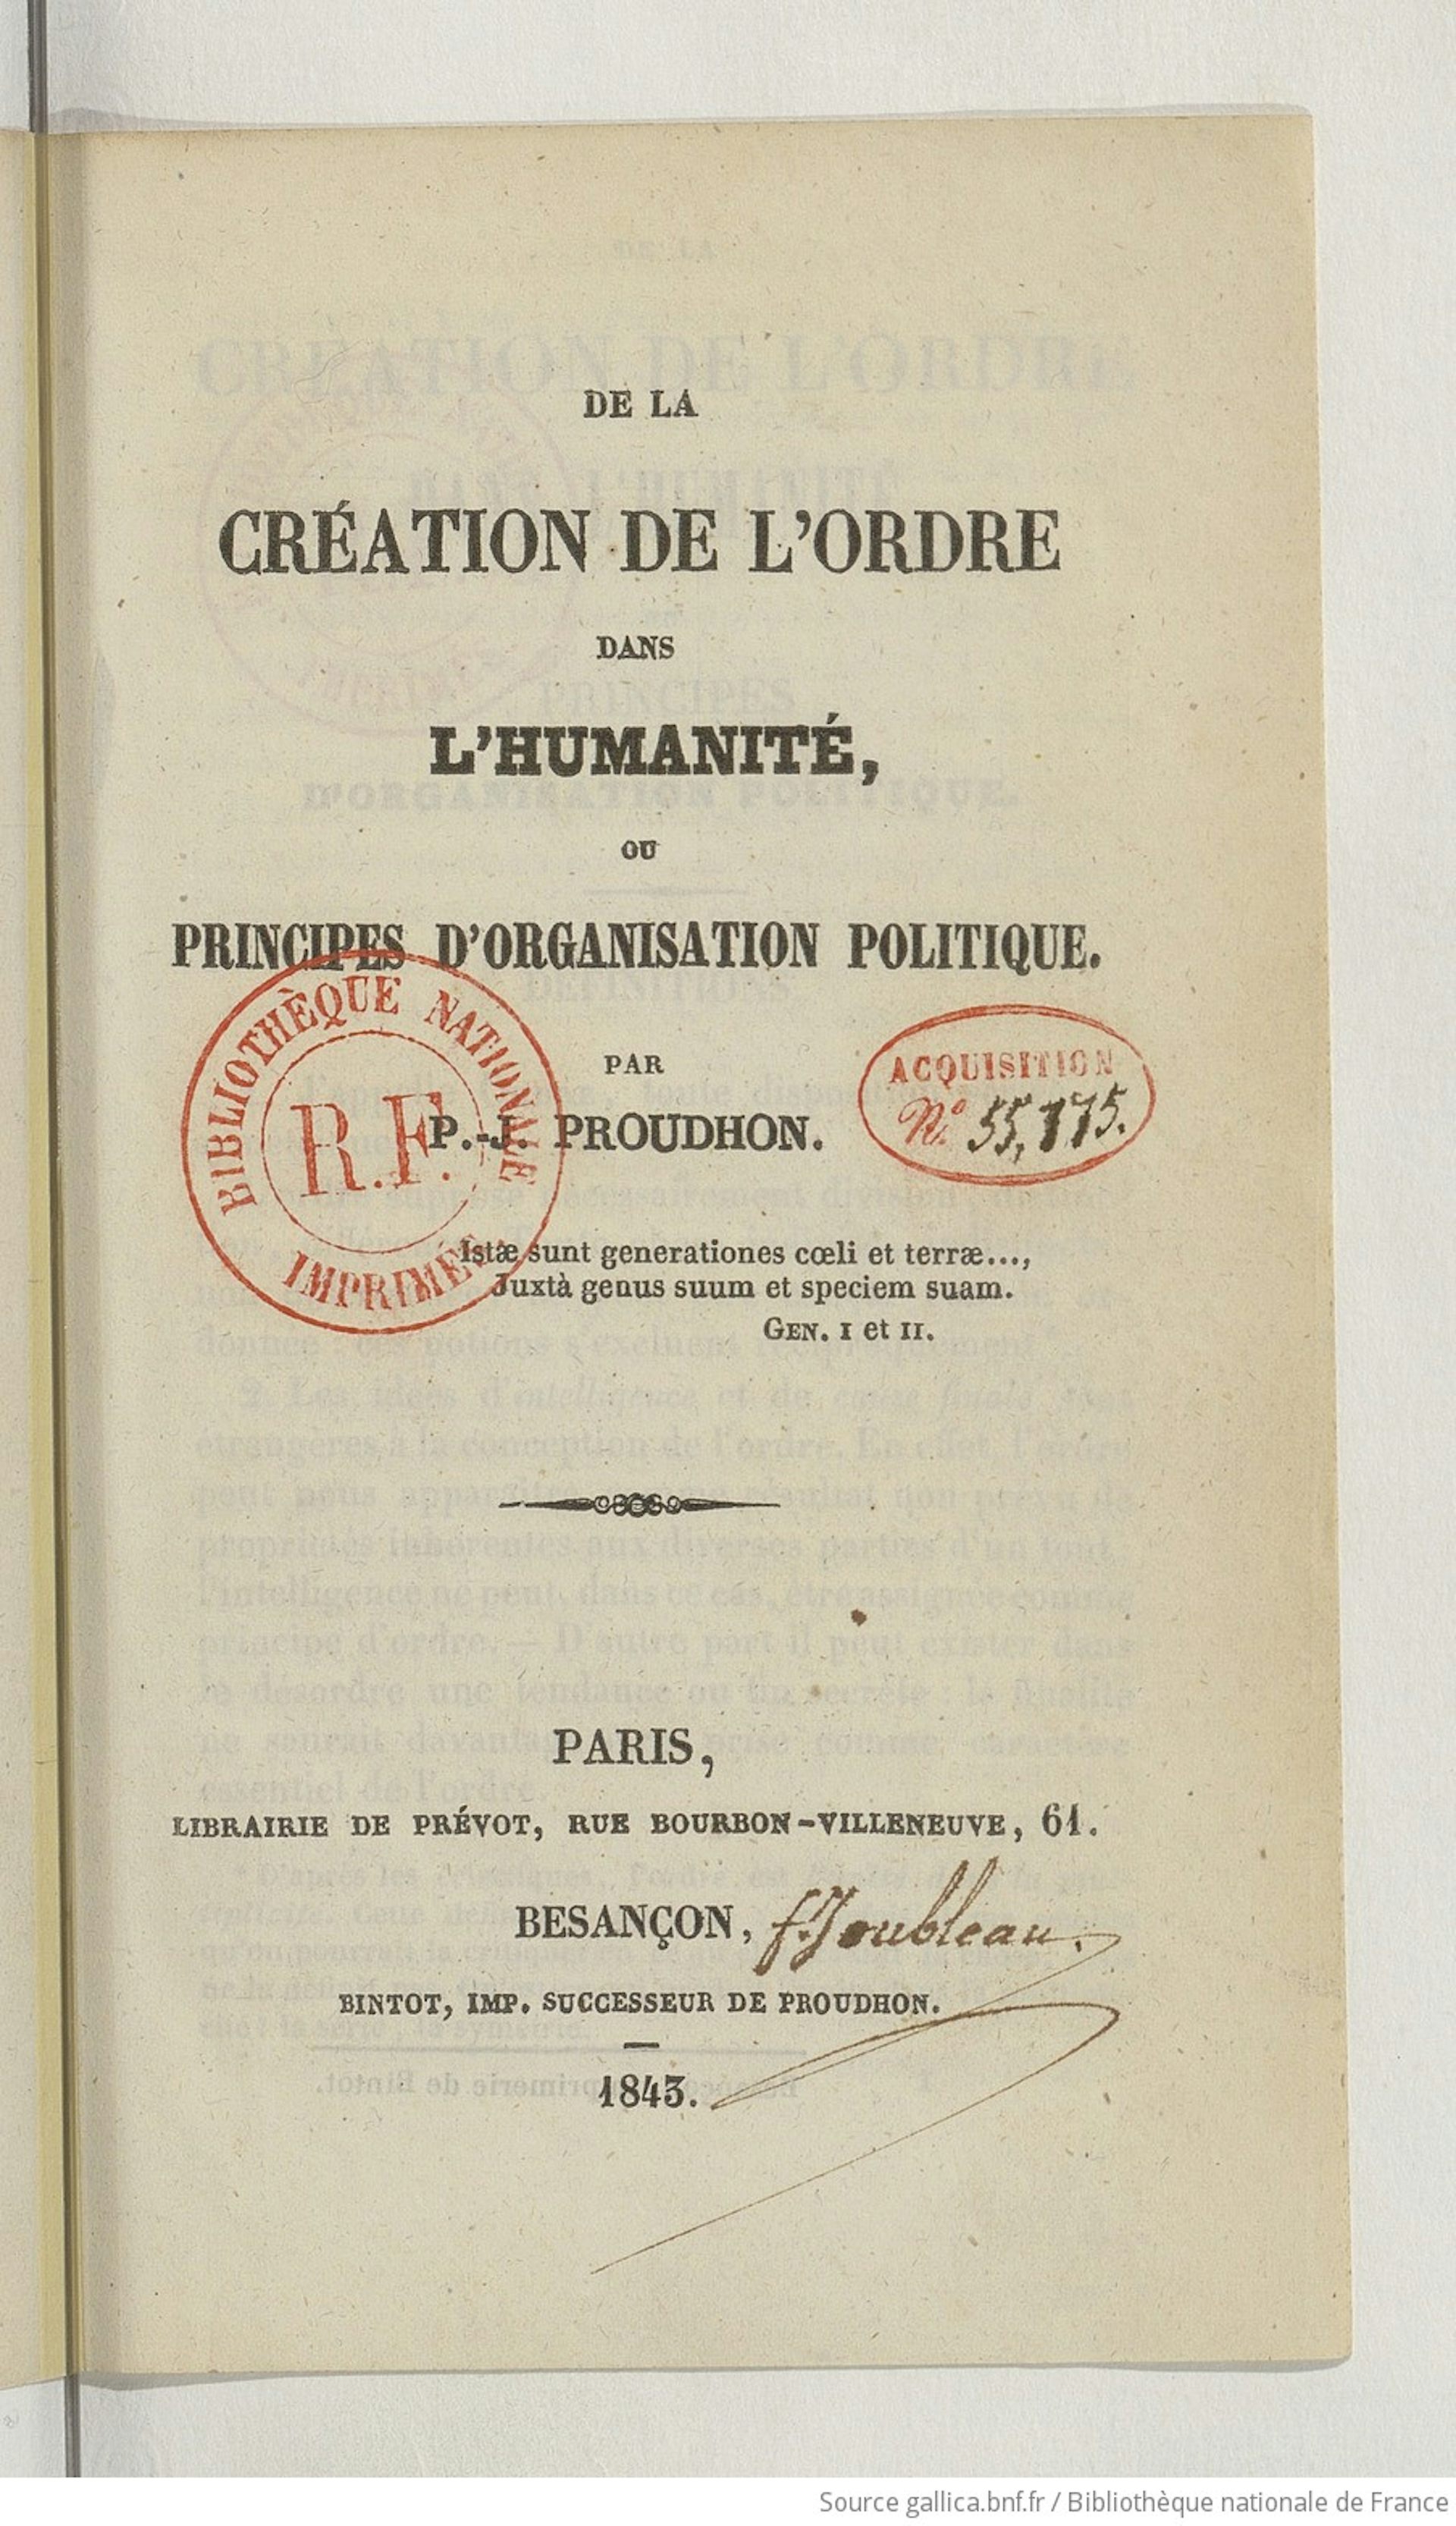 DE LA
CRÉATION DE L'ORDRE
DANS
L'HUMANITÉ,
OU
PRINCIPES D'ORGANISATION POLITIQUE.
BIBLIOTHÈQUE NATIONALE
R.F.
IMPRIMÉS
PAR
P.-J. PROUDHON.
ACQUISITION
N° 55,175.
Istæ sunt generationes cœli et terræ...,
Juxtà genus suum et speciem suam.
GEN. I et II.
PARIS,
LIBRAIRIE DE PRÉVOT, RUE BOURBON-VILLENEUVE, 61.
BESANÇON,
BINTOT, IMP. SUCCESSEUR DE PROUDHON.
1843.
Source gallica.bnf.fr / Bibliothèque nationale de France